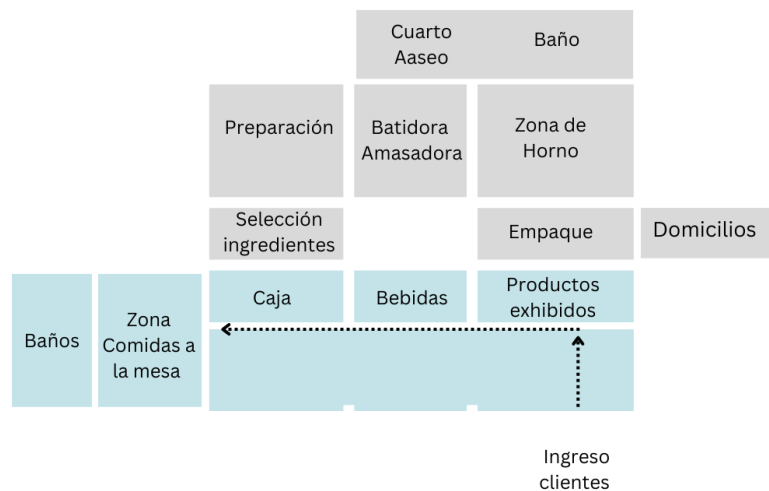 Cuarto
Aaseo
Baño
Preparación
Batidora
Amasadora
Zona de
Horno
Selección
ingredientes
Empaque
Domicilios
Baños
Zona
Comidas a
la mesa
Caja
Bebidas
Productos
exhibidos
Ingreso
clientes